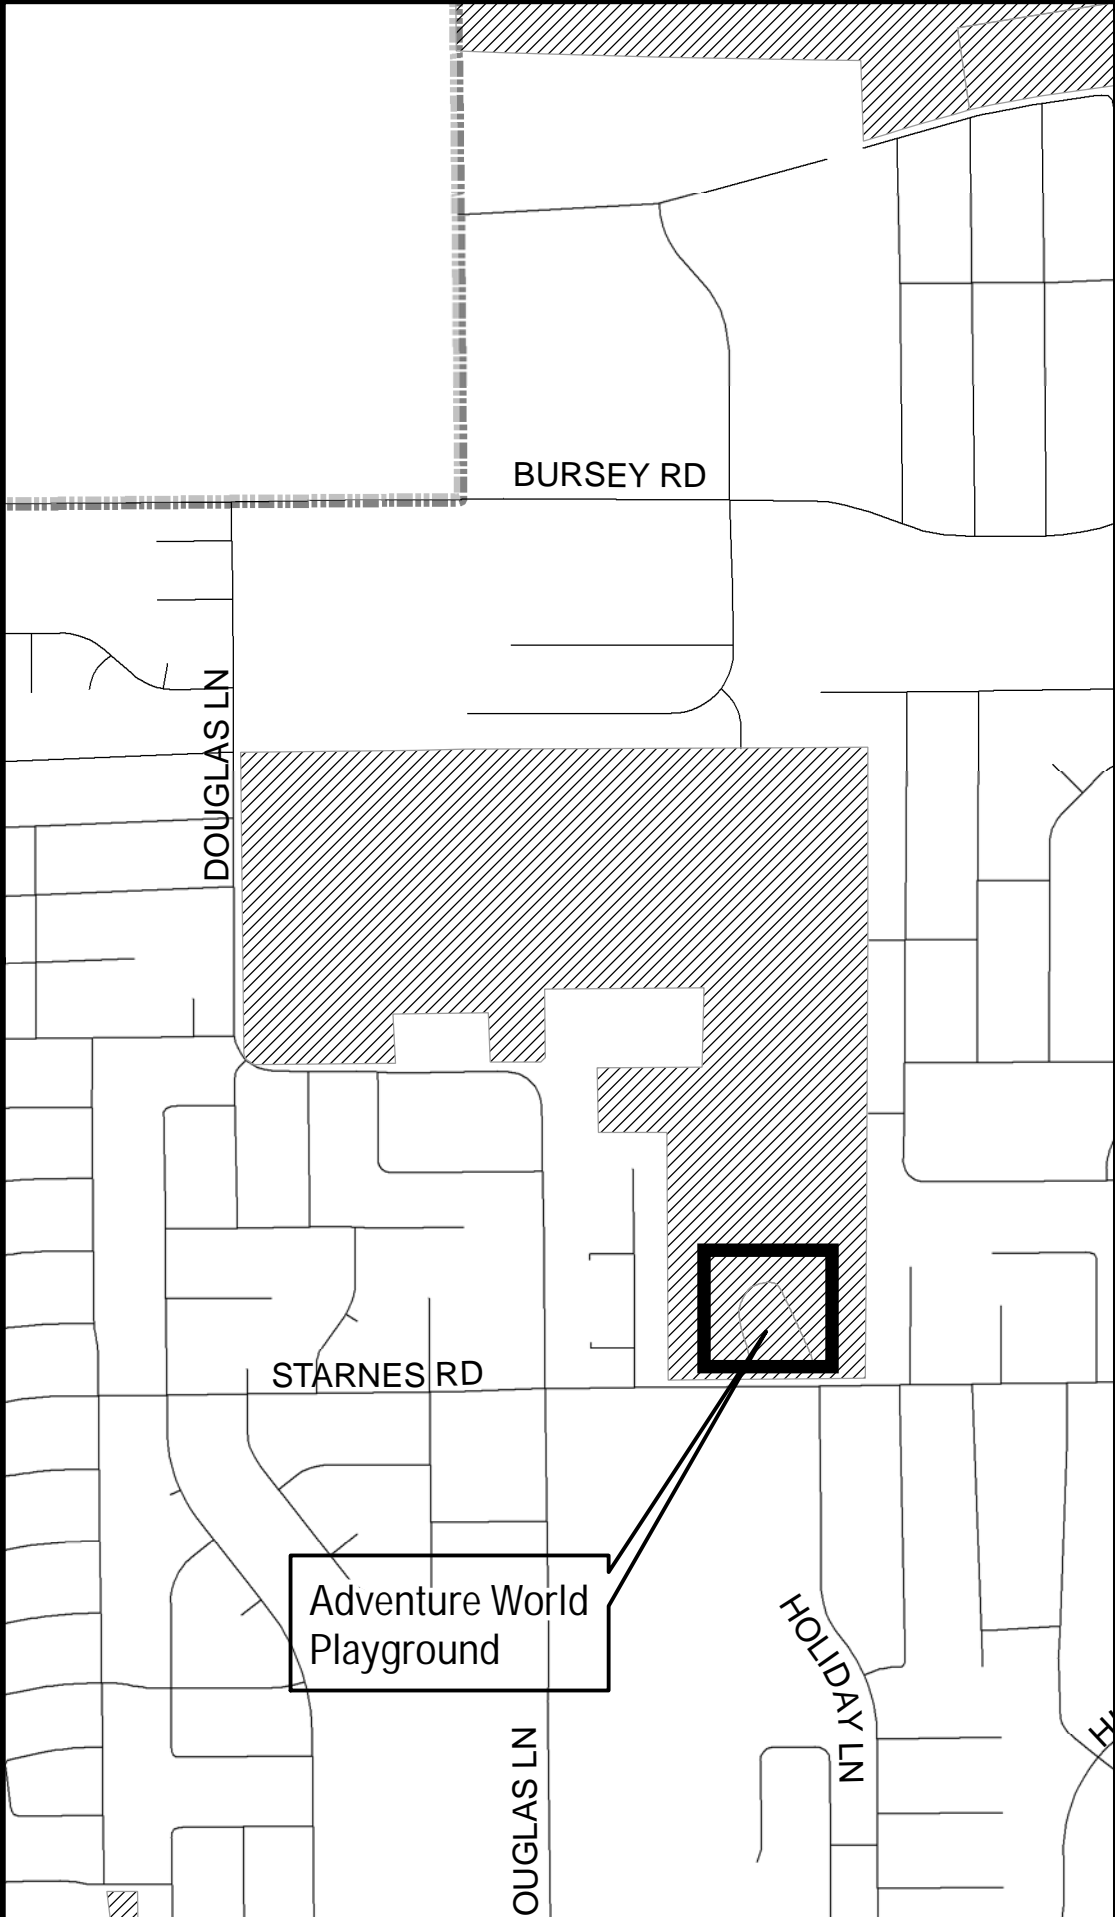 BURSEY RD
DOUGLAS LN
STARNES RD
Adventure World
Playground
HOLIDAY LN
OUGLAS LN
H